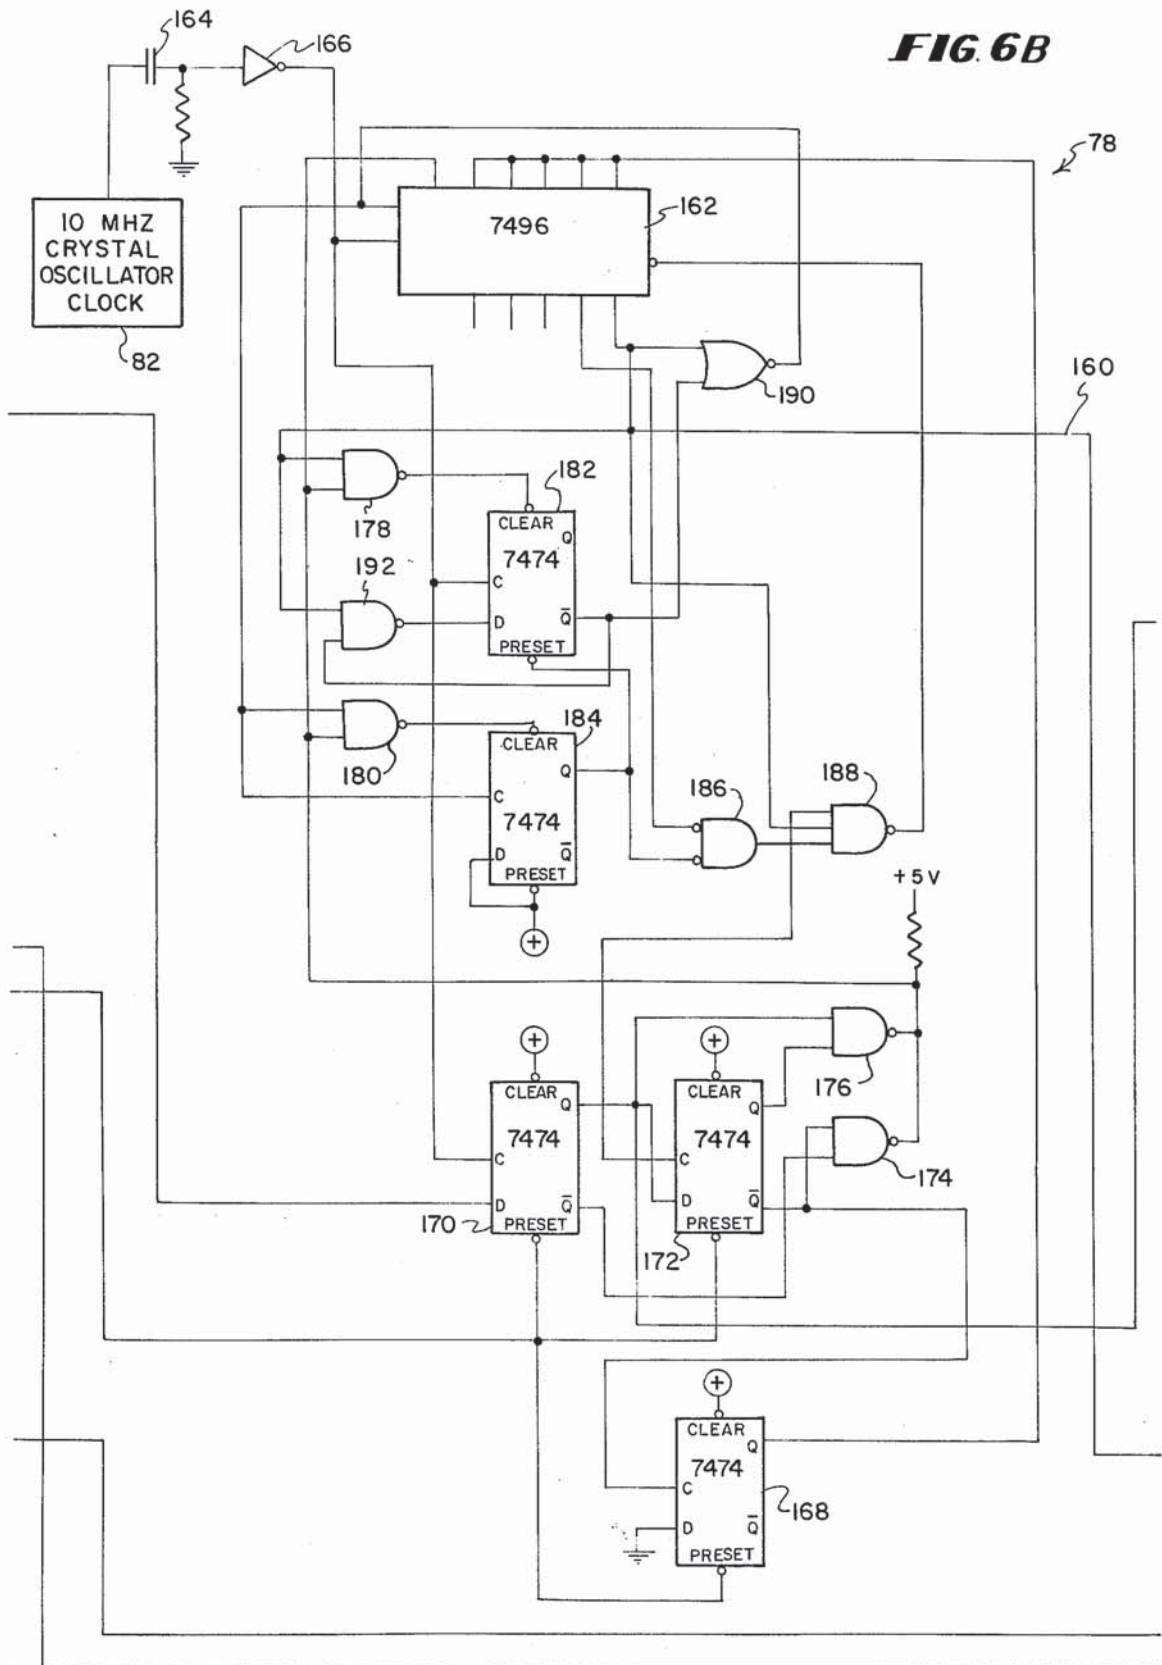 FIG. 6B
164
166
78
10 MHZ
CRYSTAL
OSCILLATOR
CLOCK
82
7496
162
190
160
178
182
CLEAR
Q
7474
C
D
Q̅
PRESET
192
180
184
CLEAR
Q
C
7474
D
Q̅
PRESET
+
186
188
+5V
+
CLEAR
Q
7474
C
D
Q̅
PRESET
170
+
CLEAR
Q
7474
C
D
Q̅
PRESET
172
176
174
+
CLEAR
Q
7474
C
D
Q̅
PRESET
168